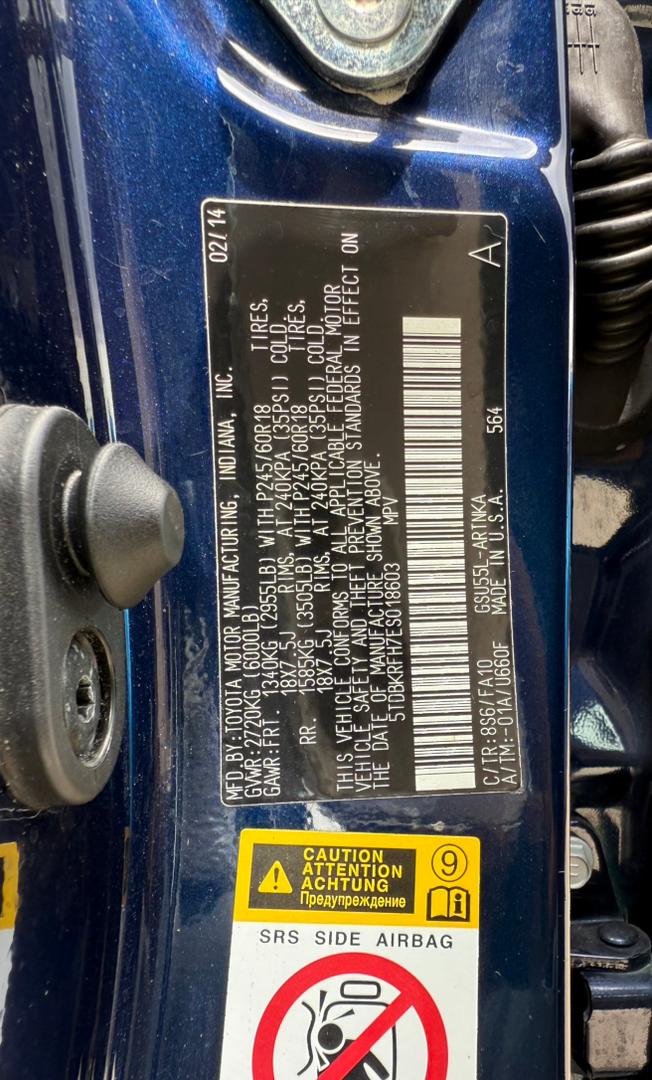 MFD.BY:TOYOTA MOTOR MANUFACTURING, INDIANA, INC. 02/14
GVWR:2720KG (6000LB)
GAWR:FRT. 1340KG (2955LB) WITH P245/60R18 TIRES,
18X7.5J RIMS, AT 240KPA (35PSI) COLD.
RR. 1585KG (3505LB) WITH P245/60R18 TIRES,
18X7.5J RIMS, AT 240KPA (35PSI) COLD.
THIS VEHICLE CONFORMS TO ALL APPLICABLE FEDERAL MOTOR
VEHICLE SAFETY AND THEFT PREVENTION STANDARDS IN EFFECT ON
THE DATE OF MANUFACTURE SHOWN ABOVE.
5TDBKRFH7ES018603 MPV
C/TR:8S6/FA10 GSU55L-ARTNKA A
A/TM:-01A/U660F MADE IN U.S.A. 564
CAUTION
ATTENTION
ACHTUNG
Предупреждение
9
i
SRS SIDE AIRBAG